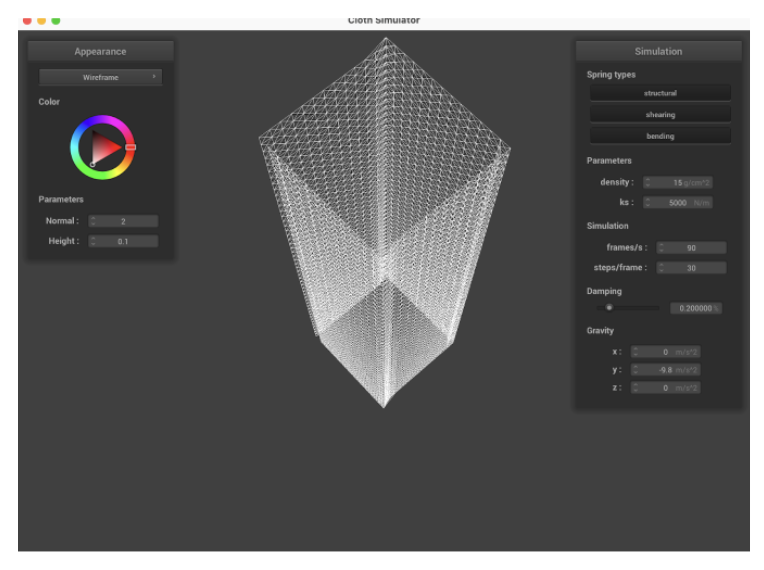 Cloth Simulator
Appearance
Wireframe
Color
Parameters
Normal : 2
Height : 0.1
Simulation
Spring types
structural
shearing
bending
Parameters
density : 15 g/cm^2
ks : 5000 N/m
Simulation
frames/s : 90
steps/frame : 30
Damping
0.200000 %
Gravity
x : 0 m/s^2
y : -9.8 m/s^2
z : 0 m/s^2